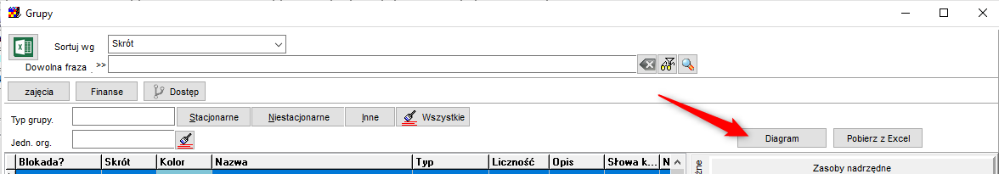 Grupy
Sortuj wg Skrót
Dowolna fraza >>
zajęcia Finanse Dostęp
Typ grupy. Stacjonarne Niestacjonarne Inne Wszystkie
Jedn. org. Diagram Pobierz z Excel
Blokada? Skrót Kolor Nazwa Typ Liczność Opis Słowa k... N
Zasoby nadrzędne